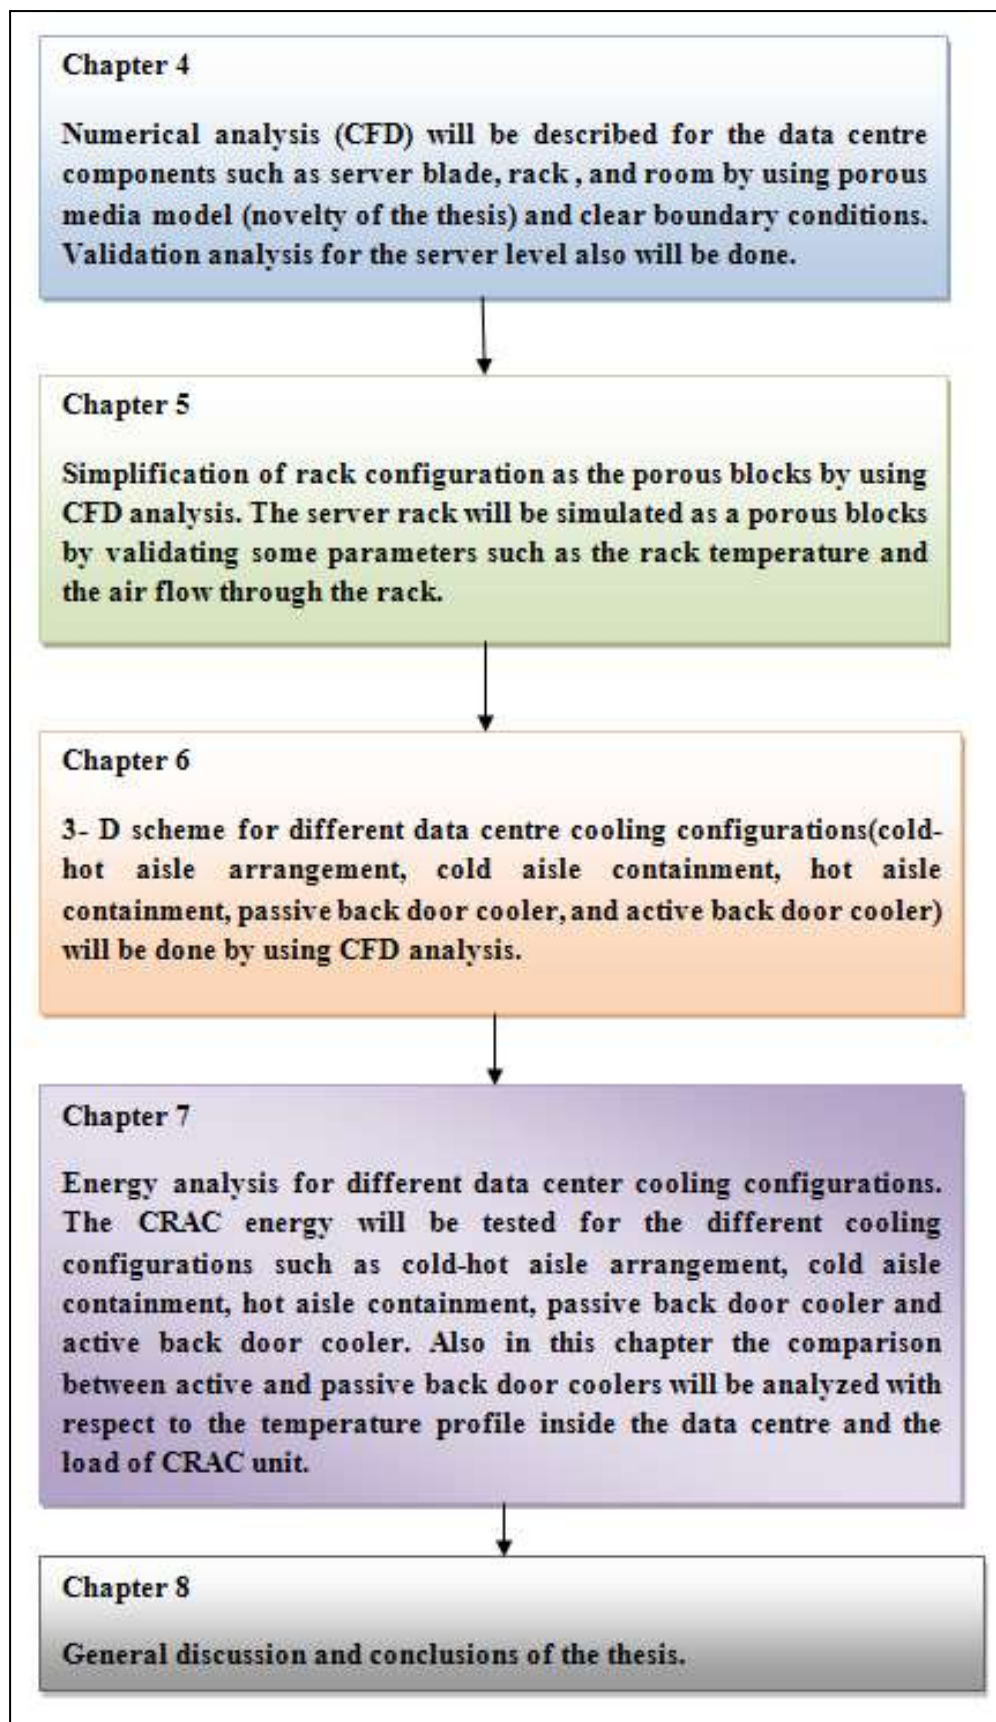 Chapter 4
Numerical analysis (CFD) will be described for the data centre
components such as server blade, rack , and room by using porous
media model (novelty of the thesis) and clear boundary conditions.
Validation analysis for the server level also will be done.
Chapter 5
Simplification of rack configuration as the porous blocks by using
CFD analysis. The server rack will be simulated as a porous blocks
by validating some parameters such as the rack temperature and
the air flow through the rack.
Chapter 6
3- D scheme for different data centre cooling configurations(cold-
hot aisle arrangement, cold aisle containment, hot aisle
containment, passive back door cooler, and active back door cooler)
will be done by using CFD analysis.
Chapter 7
Energy analysis for different data center cooling configurations.
The CRAC energy will be tested for the different cooling
configurations such as cold-hot aisle arrangement, cold aisle
containment, hot aisle containment, passive back door cooler and
active back door cooler. Also in this chapter the comparison
between active and passive back door coolers will be analyzed with
respect to the temperature profile inside the data centre and the
load of CRAC unit.
Chapter 8
General discussion and conclusions of the thesis.